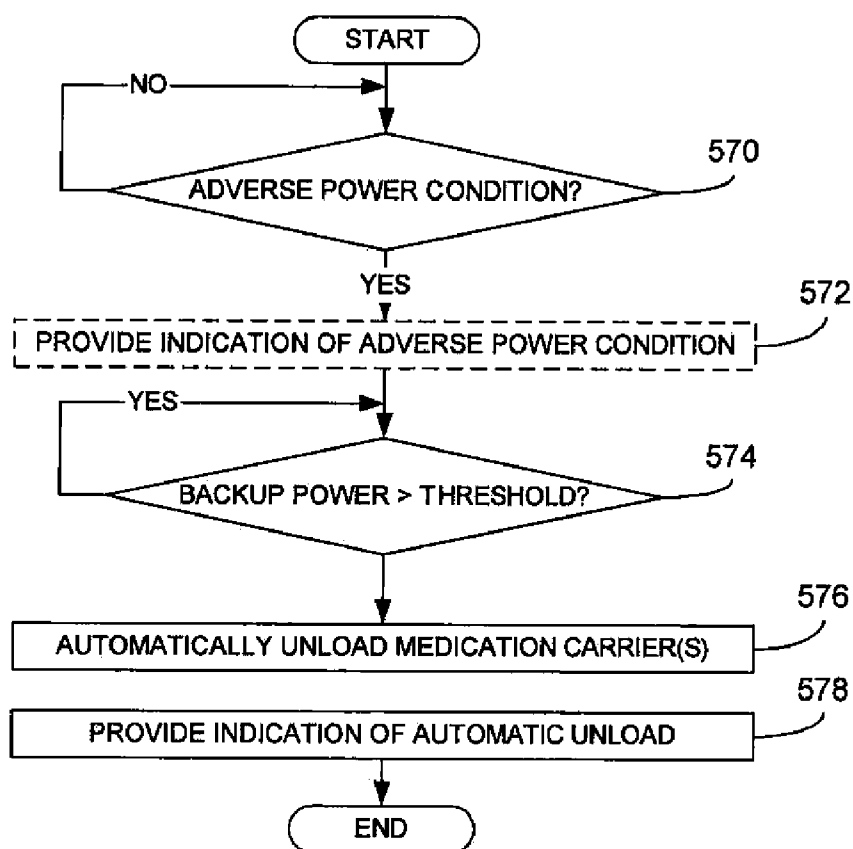 START
NO
ADVERSE POWER CONDITION?
570
YES
572
PROVIDE INDICATION OF ADVERSE POWER CONDITION
YES
574
BACKUP POWER > THRESHOLD?
576
AUTOMATICALLY UNLOAD MEDICATION CARRIER(S)
578
PROVIDE INDICATION OF AUTOMATIC UNLOAD
END